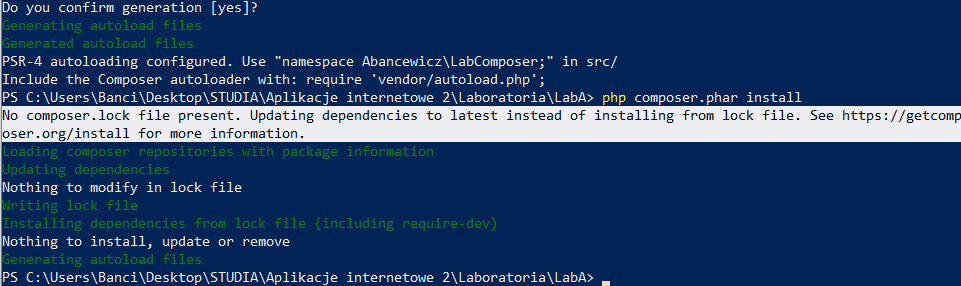 Do you confirm generation [yes]?
Generating autoload files
Generated autoload files
PSR-4 autoloading configured. Use "namespace Abancewicz\LabComposer;" in src/
Include the Composer autoloader with: require 'vendor/autoload.php';
PS C:\Users\Banci\Desktop\STUDIA\Aplikacje internetowe 2\Laboratoria\LabA> php composer.phar install
No composer.lock file present. Updating dependencies to latest instead of installing from lock file. See https://getcomp
oser.org/install for more information.
Loading composer repositories with package information
Updating dependencies
Nothing to modify in lock file
Writing lock file
Installing dependencies from lock file (including require-dev)
Nothing to install, update or remove
Generating autoload files
PS C:\Users\Banci\Desktop\STUDIA\Aplikacje internetowe 2\Laboratoria\LabA>